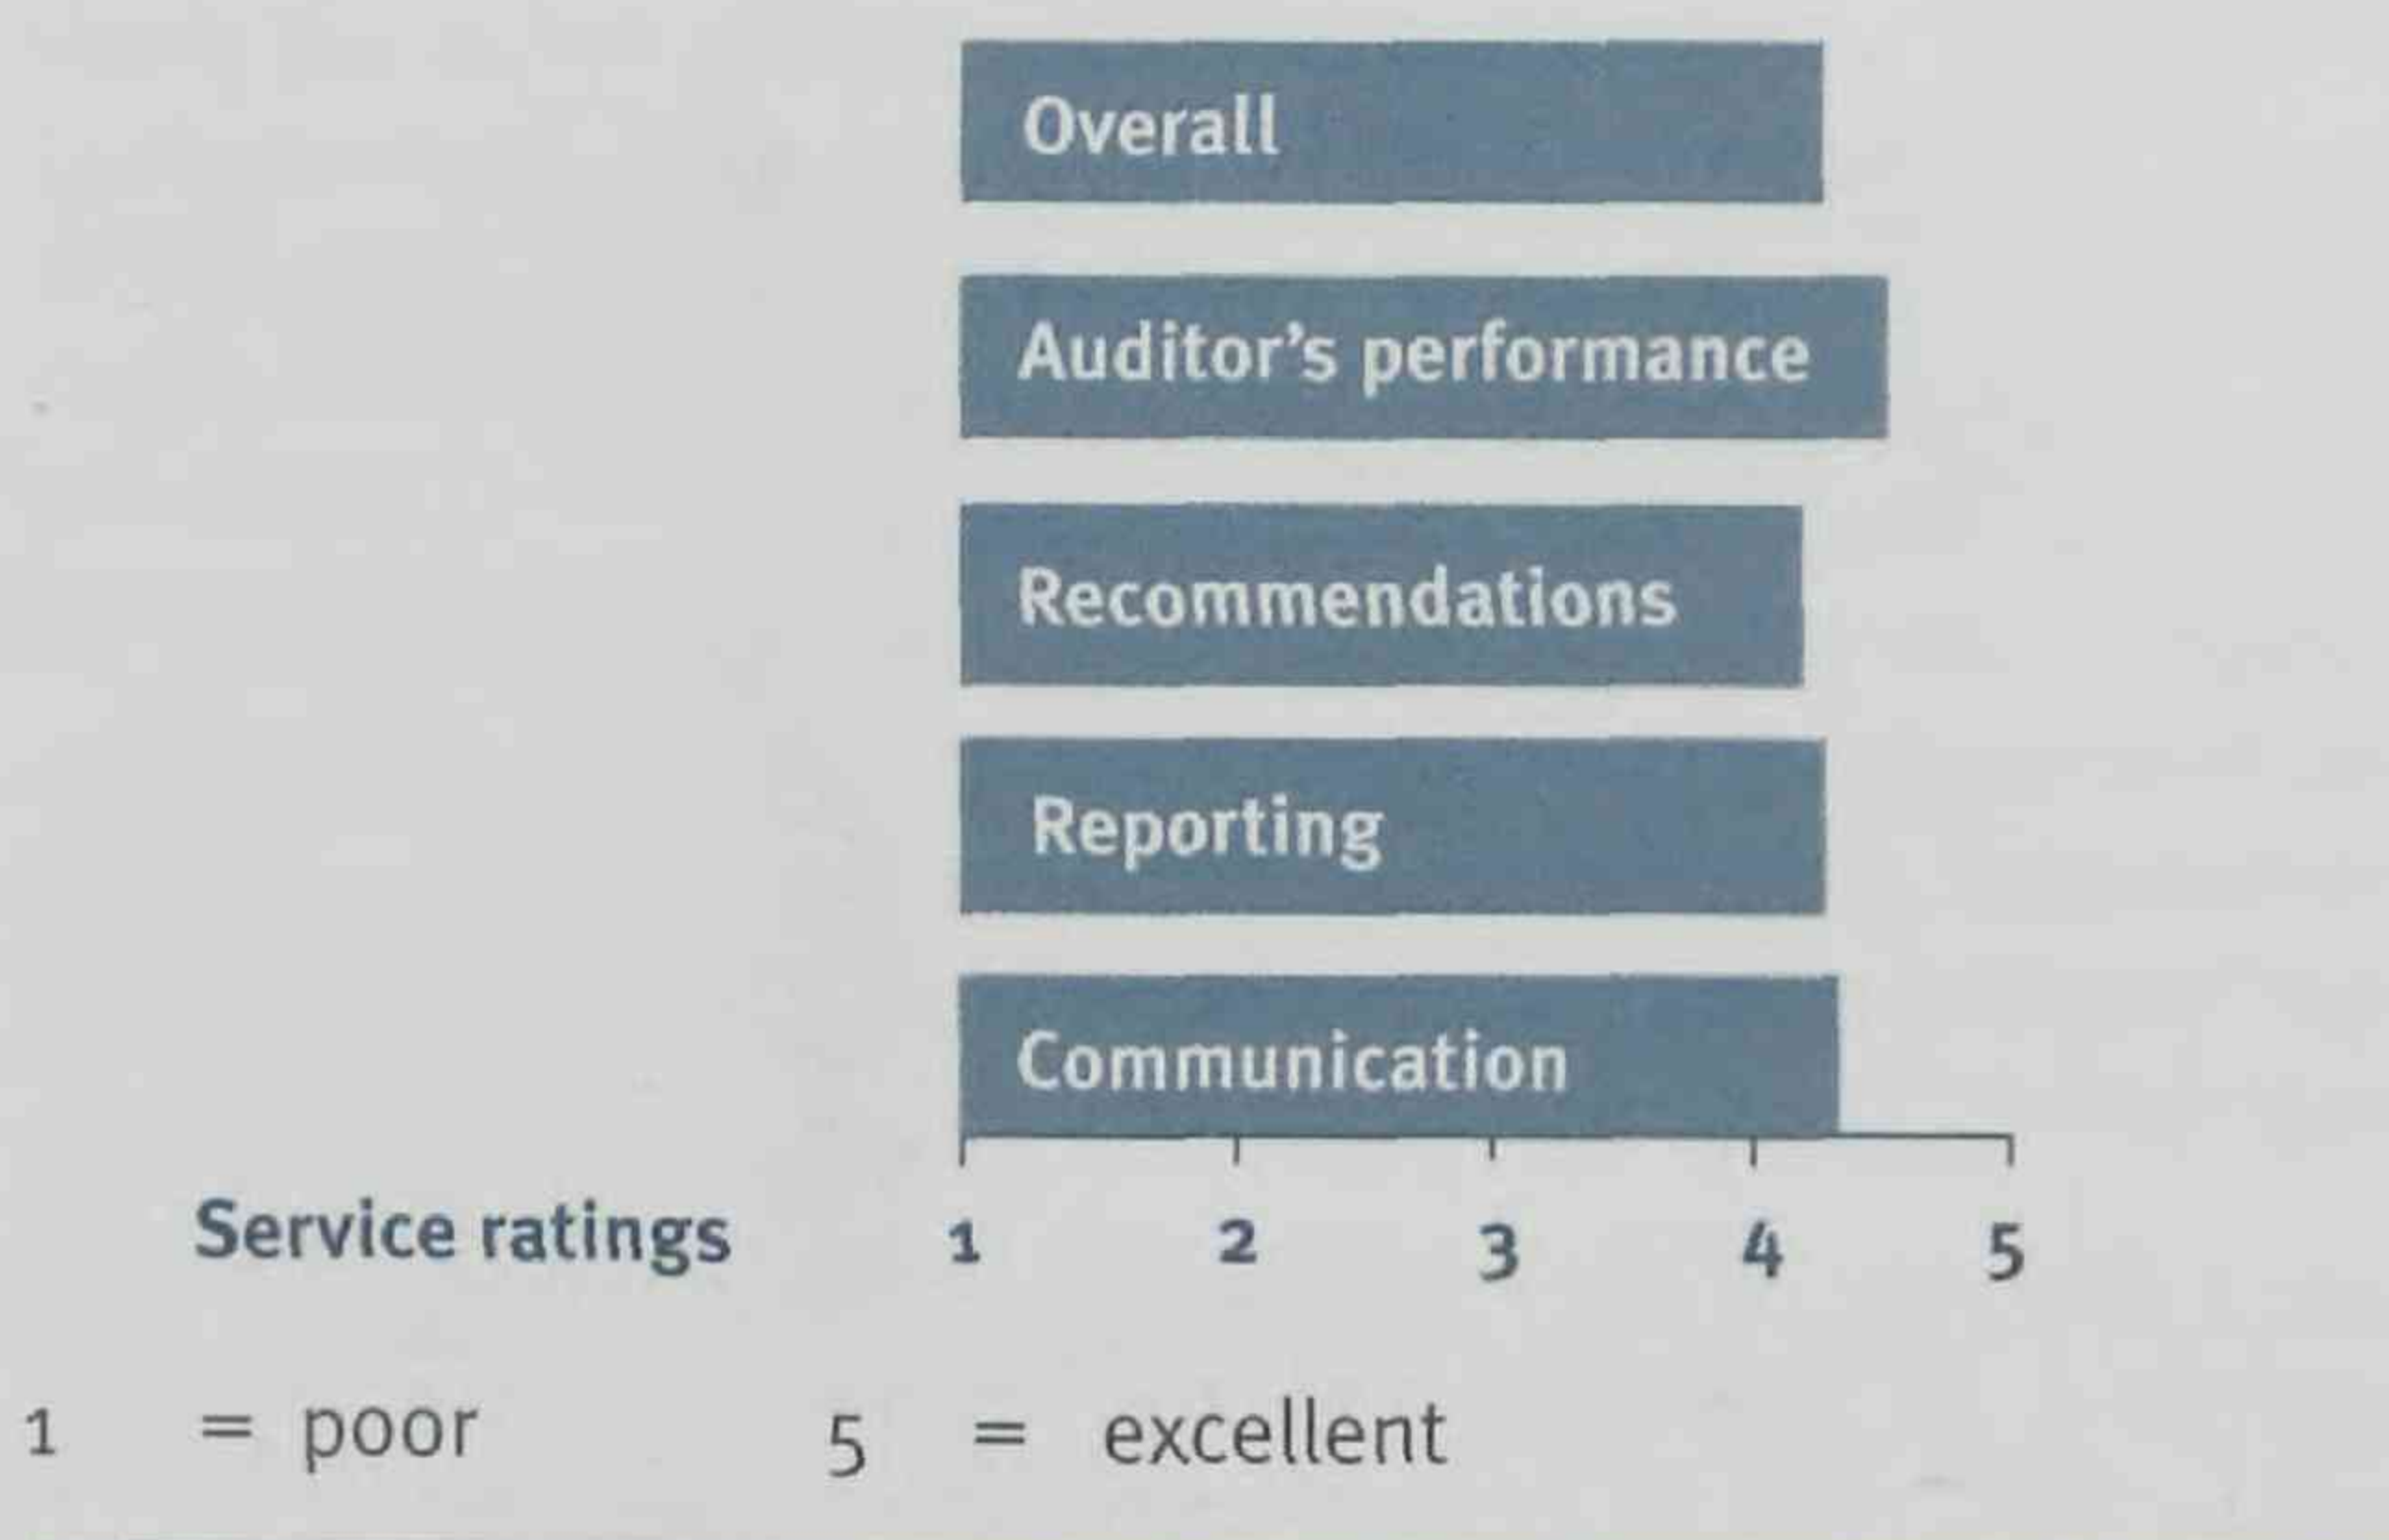 Overall
Auditor's performance
Recommendations
Reporting
Communication
Service ratings 1 2 3 4 5
1 = poor 5 = excellent